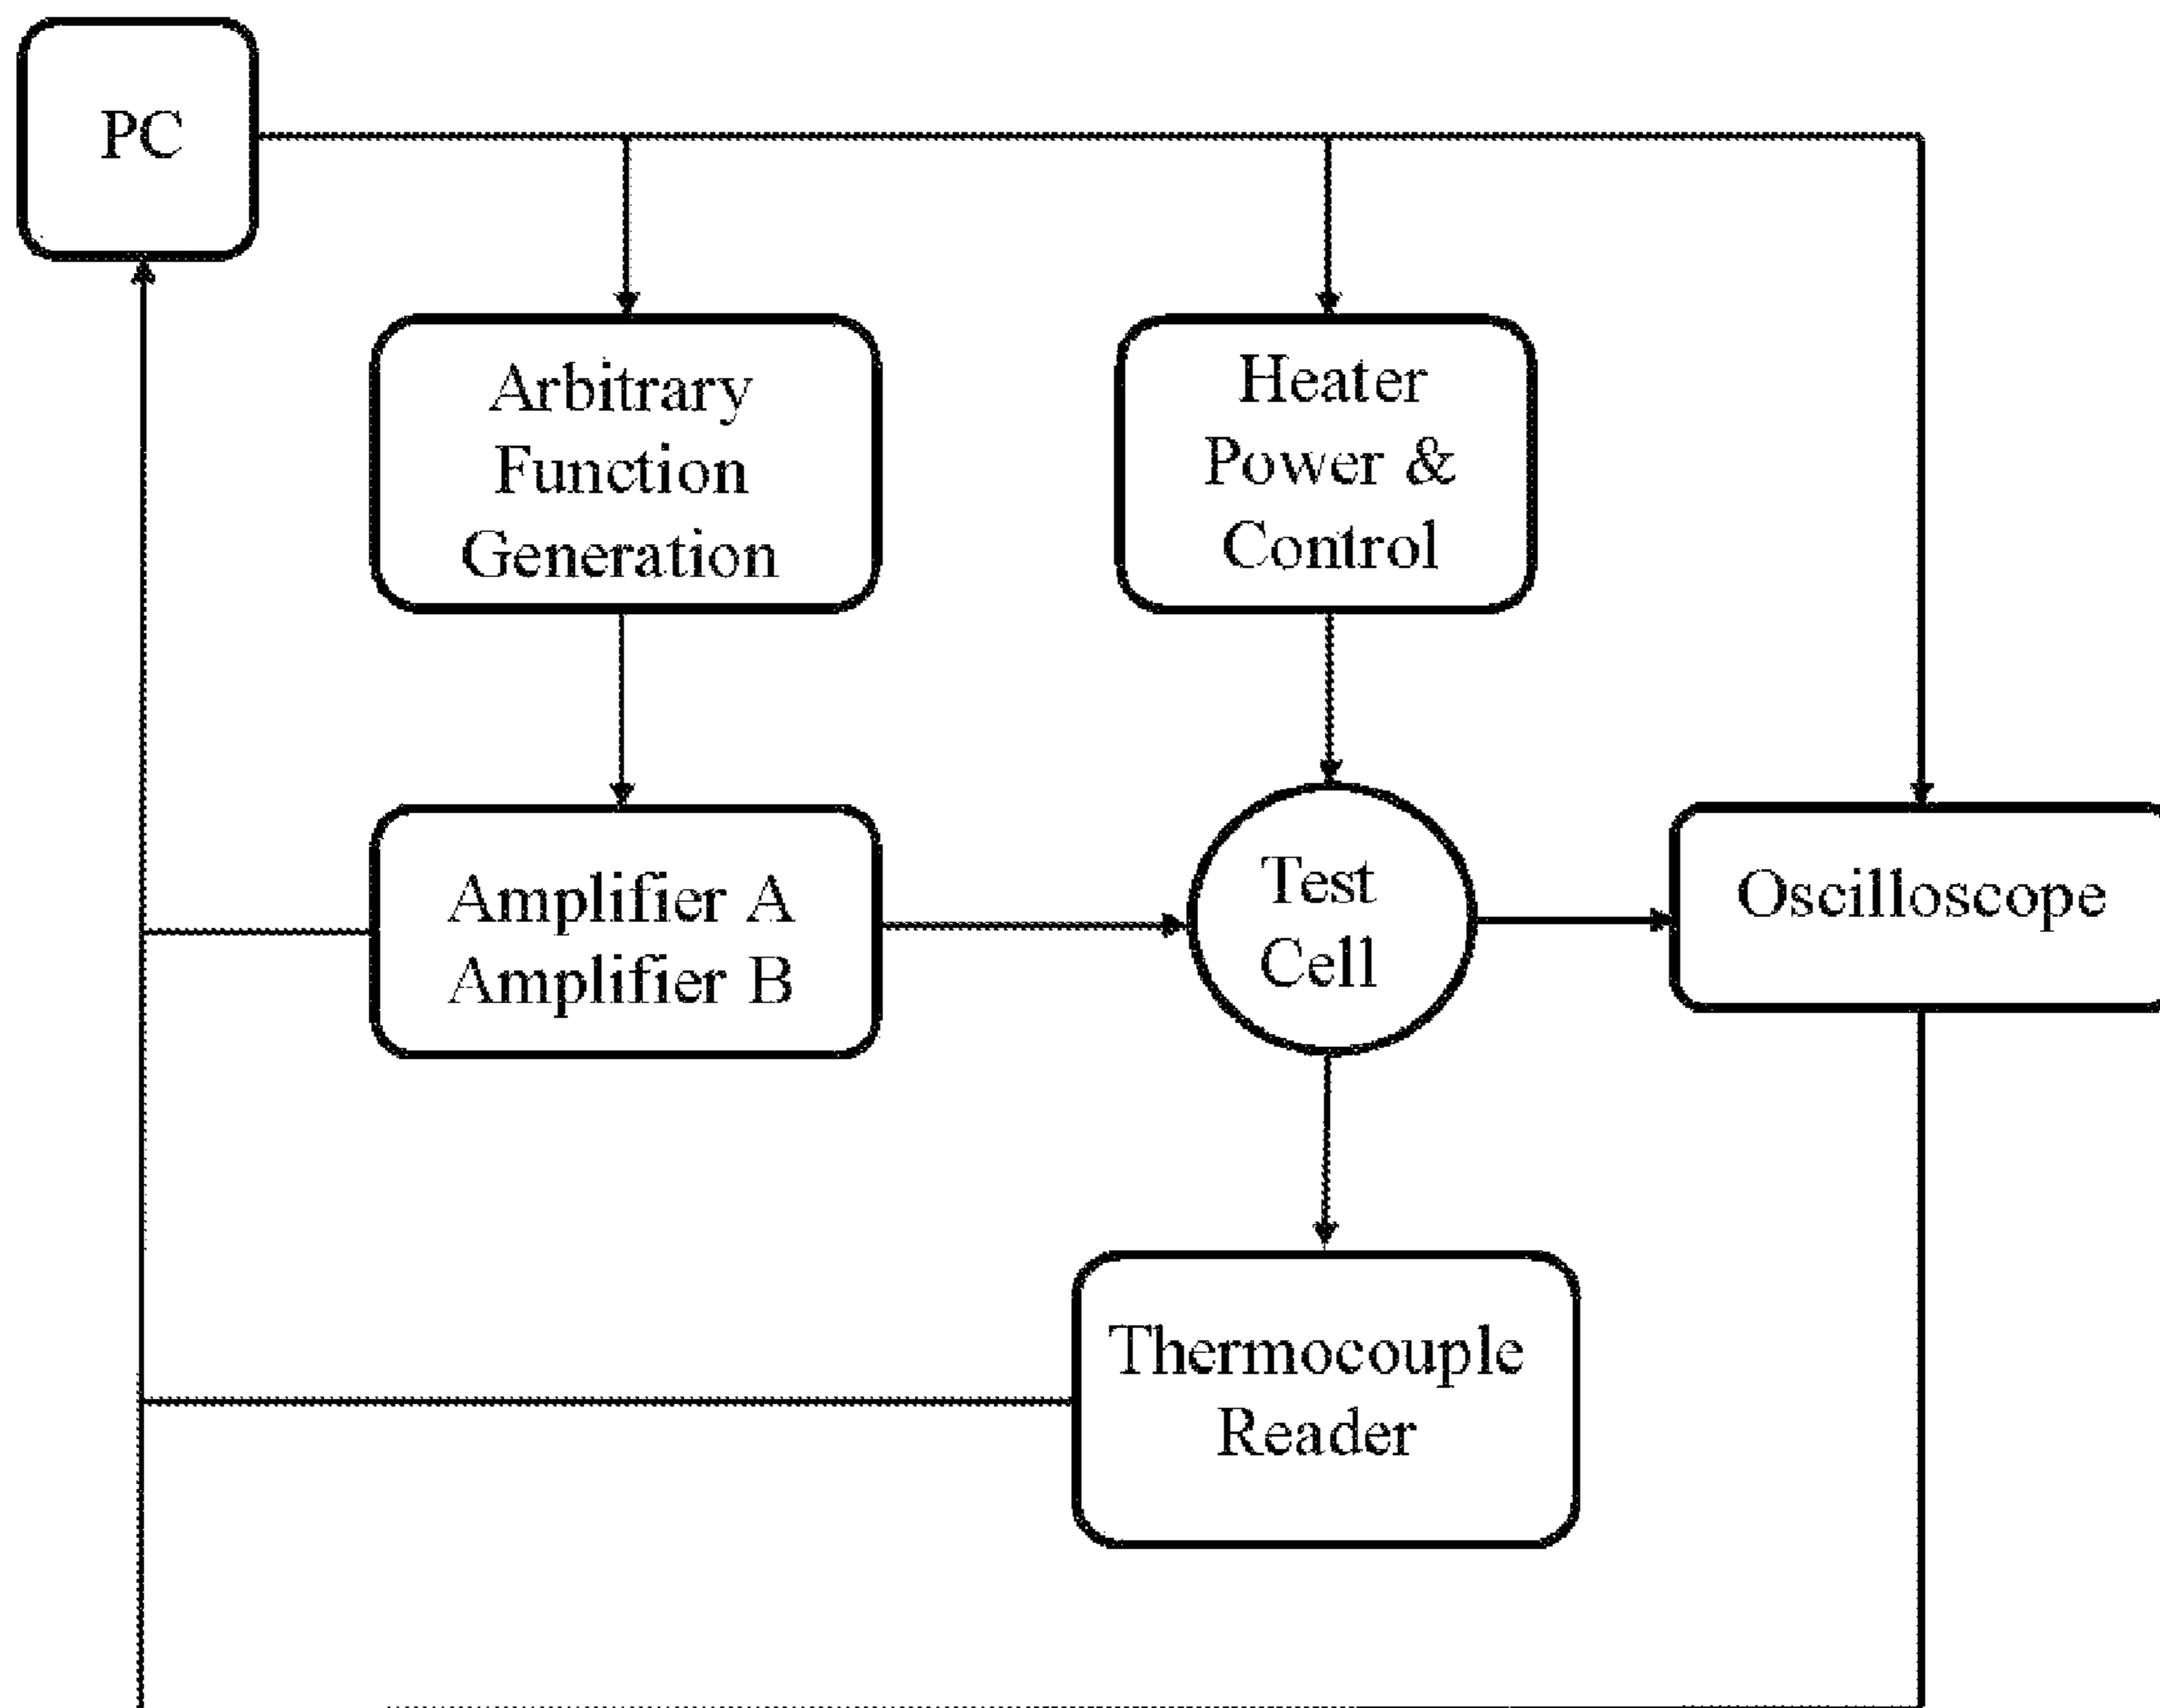 PC
Arbitrary
Function
Generation
Heater
Power &
Control
Amplifier A
Amplifier B
Test
Cell
Oscilloscope
Thermocouple
Reader